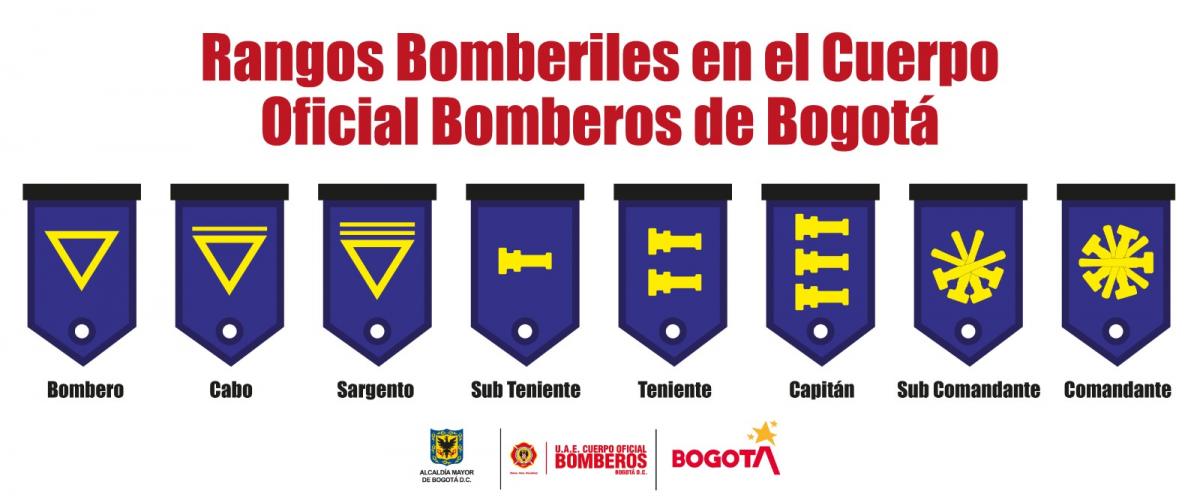 Rangos Bomberiles en el Cuerpo
Oficial Bomberos de Bogotá
Bombero
Cabo
Sargento
Sub Teniente
Teniente
Capitán
Sub Comandante
Comandante
ALCALDÍA MAYOR
DE BOGOTÁ D.C.
U.A.E. CUERPO OFICIAL
BOMBEROS
BOGOTÁ D.C.
BOGOTÁ